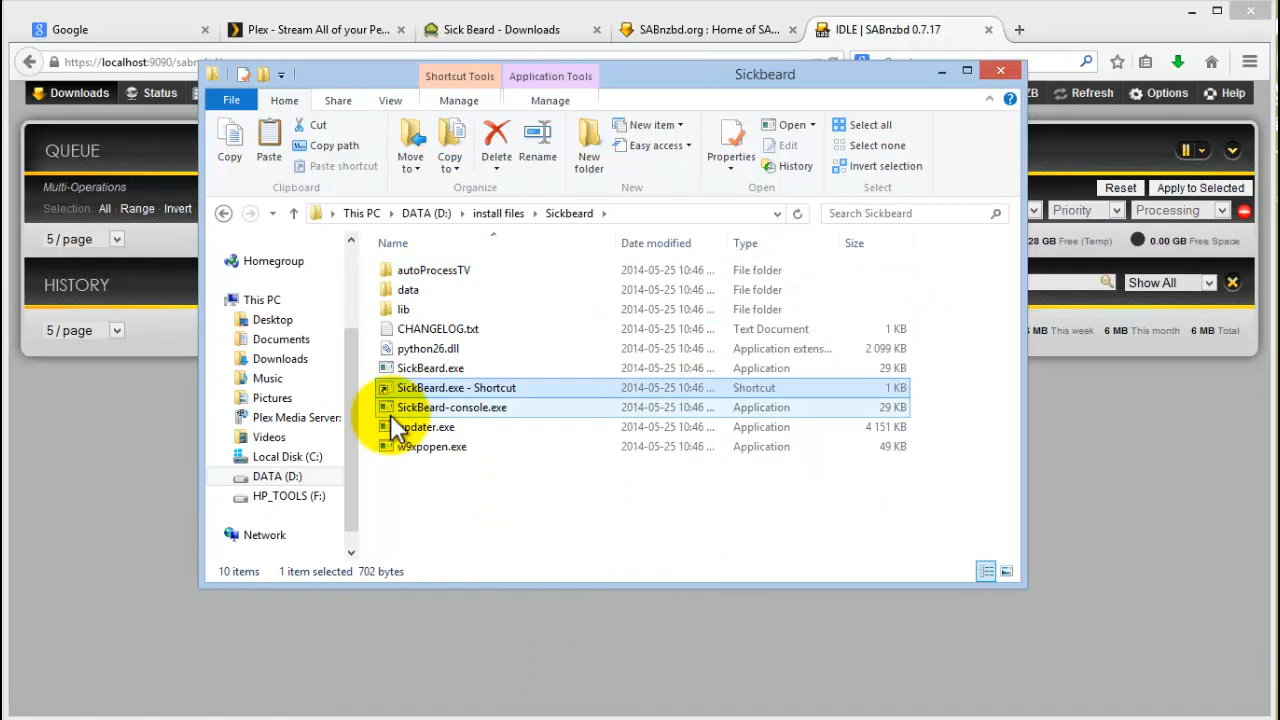 Google
Plex - Stream All of your Pe...
Sick Beard - Downloads
SABnzbd.org : Home of SA...
IDLE | SABnzbd 0.7.17
https://localhost:9090/sab
Google
Downloads
Status
ZB
Refresh
Options
Help
QUEUE
Multi-Operations
Selection: All · Range · Invert
5 / page
HISTORY
5 / page
Reset
Apply to Selected
Priority
Processing
28 GB Free (Temp)
0.00 GB Free Space
Show All
MB This week
6 MB This month
6 MB Total
Shortcut Tools
Application Tools
Sickbeard
File
Home
Share
View
Manage
Manage
Copy
Paste
Cut
Copy path
Paste shortcut
Clipboard
Move to
Copy to
Delete
Rename
Organize
New folder
New item
Easy access
New
Properties
Open
Edit
History
Open
Select all
Select none
Invert selection
Select
This PC
DATA (D:)
install files
Sickbeard
Search Sickbeard
Homegroup
This PC
Desktop
Documents
Downloads
Music
Pictures
Plex Media Server:
Videos
Local Disk (C:)
DATA (D:)
HP_TOOLS (F:)
Network
Name Date modified Type Size
autoProcessTV 2014-05-25 10:46 ... File folder
data 2014-05-25 10:46 ... File folder
lib 2014-05-25 10:46 ... File folder
CHANGELOG.txt 2014-05-25 10:46 ... Text Document 1 KB
python26.dll 2014-05-25 10:46 ... Application extens... 2 099 KB
SickBeard.exe 2014-05-25 10:46 ... Application 29 KB
SickBeard.exe - Shortcut 2014-05-25 10:46 ... Shortcut 1 KB
SickBeard-console.exe 2014-05-25 10:46 ... Application 29 KB
updater.exe 2014-05-25 10:46 ... Application 4 151 KB
w9xpopen.exe 2014-05-25 10:46 ... Application 49 KB
10 items 1 item selected 702 bytes